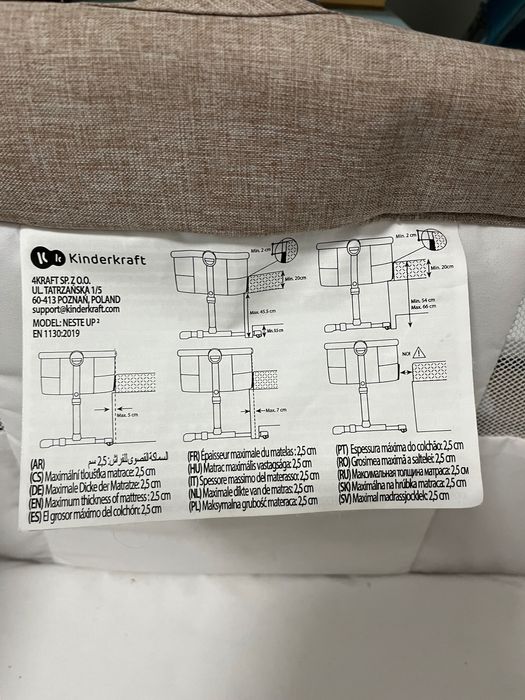 Kinderkraft
4KRAFT SP. Z O.O.
UL. TATRZAŃSKA 1/5
60-413 POZNAŃ, POLAND
support@kinderkraft.com
MODEL: NESTE UP²
EN 1130:2019
Min. 2 cm
Min. 20cm
Max. 45.5 cm
Min. 2 cm
Min. 20cm
Min. 54 cm
Max. 66 cm
Max. 5 cm
Max. 7 cm
NO!
(AR) السماكة القصوى للفراش: 2,5 سم
(CS) Maximální tloušťka matrace: 2,5 cm
(DE) Maximale Dicke der Matratze: 2,5 cm
(EN) Maximum thickness of mattress : 2,5 cm
(ES) El grosor máximo del colchón: 2,5 cm
(FR) Épaisseur maximale du matelas : 2,5 cm
(HU) Matrac maximális vastagsága: 2,5 cm
(IT) Spessore massimo del materasso: 2,5 cm
(NL) Maximale dikte van de matras: 2,5 cm
(PL) Maksymalna grubość materaca: 2,5 cm
(PT) Espessura máxima do colchão: 2,5 cm
(RO) Grosimea maximă a saltelei: 2,5 cm
(RU) Максимальная толщина матраса: 2,5 см
(SK) Maximálna na hrúbka matraca: 2,5 cm
(SV) Maximal madrassjocklek: 2,5 cm